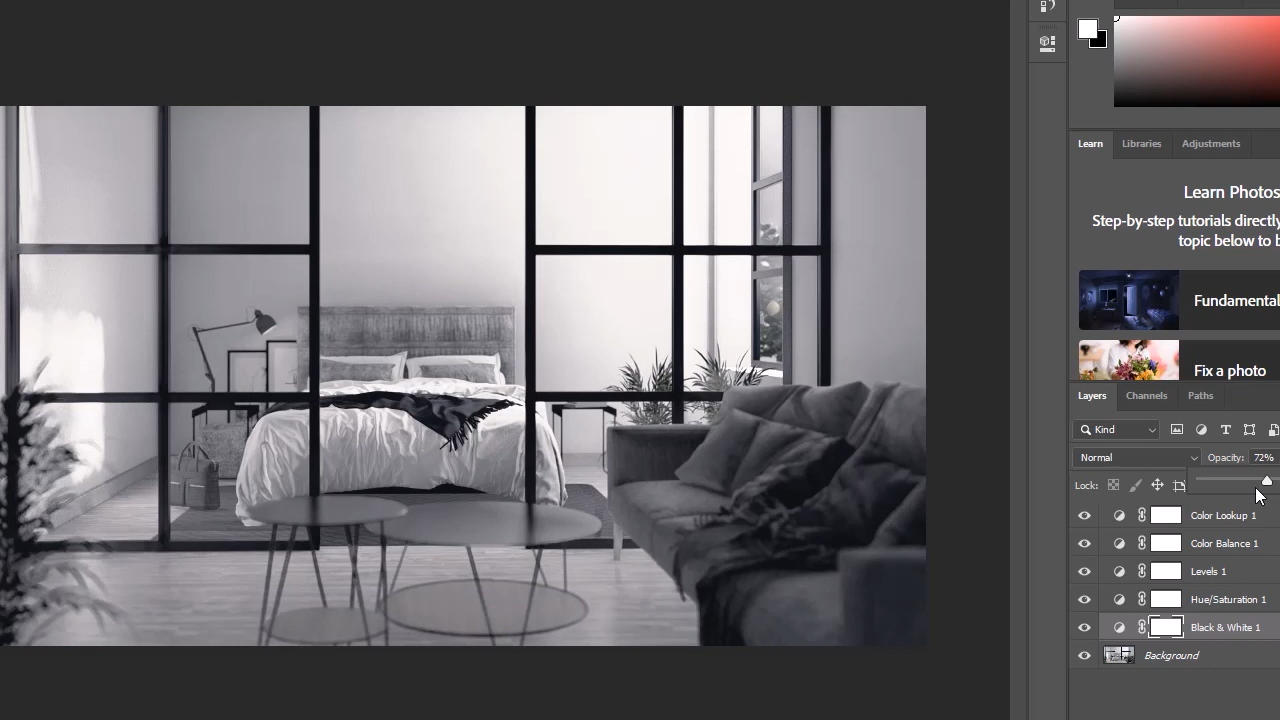 Learn Libraries Adjustments
Learn Photos
Step-by-step tutorials directly
topic below to b
Fundamental
Fix a photo
Layers Channels Paths
Kind
Normal Opacity: 72%
Lock:
Color Lookup 1
Color Balance 1
Levels 1
Hue/Saturation 1
Black & White 1
Background